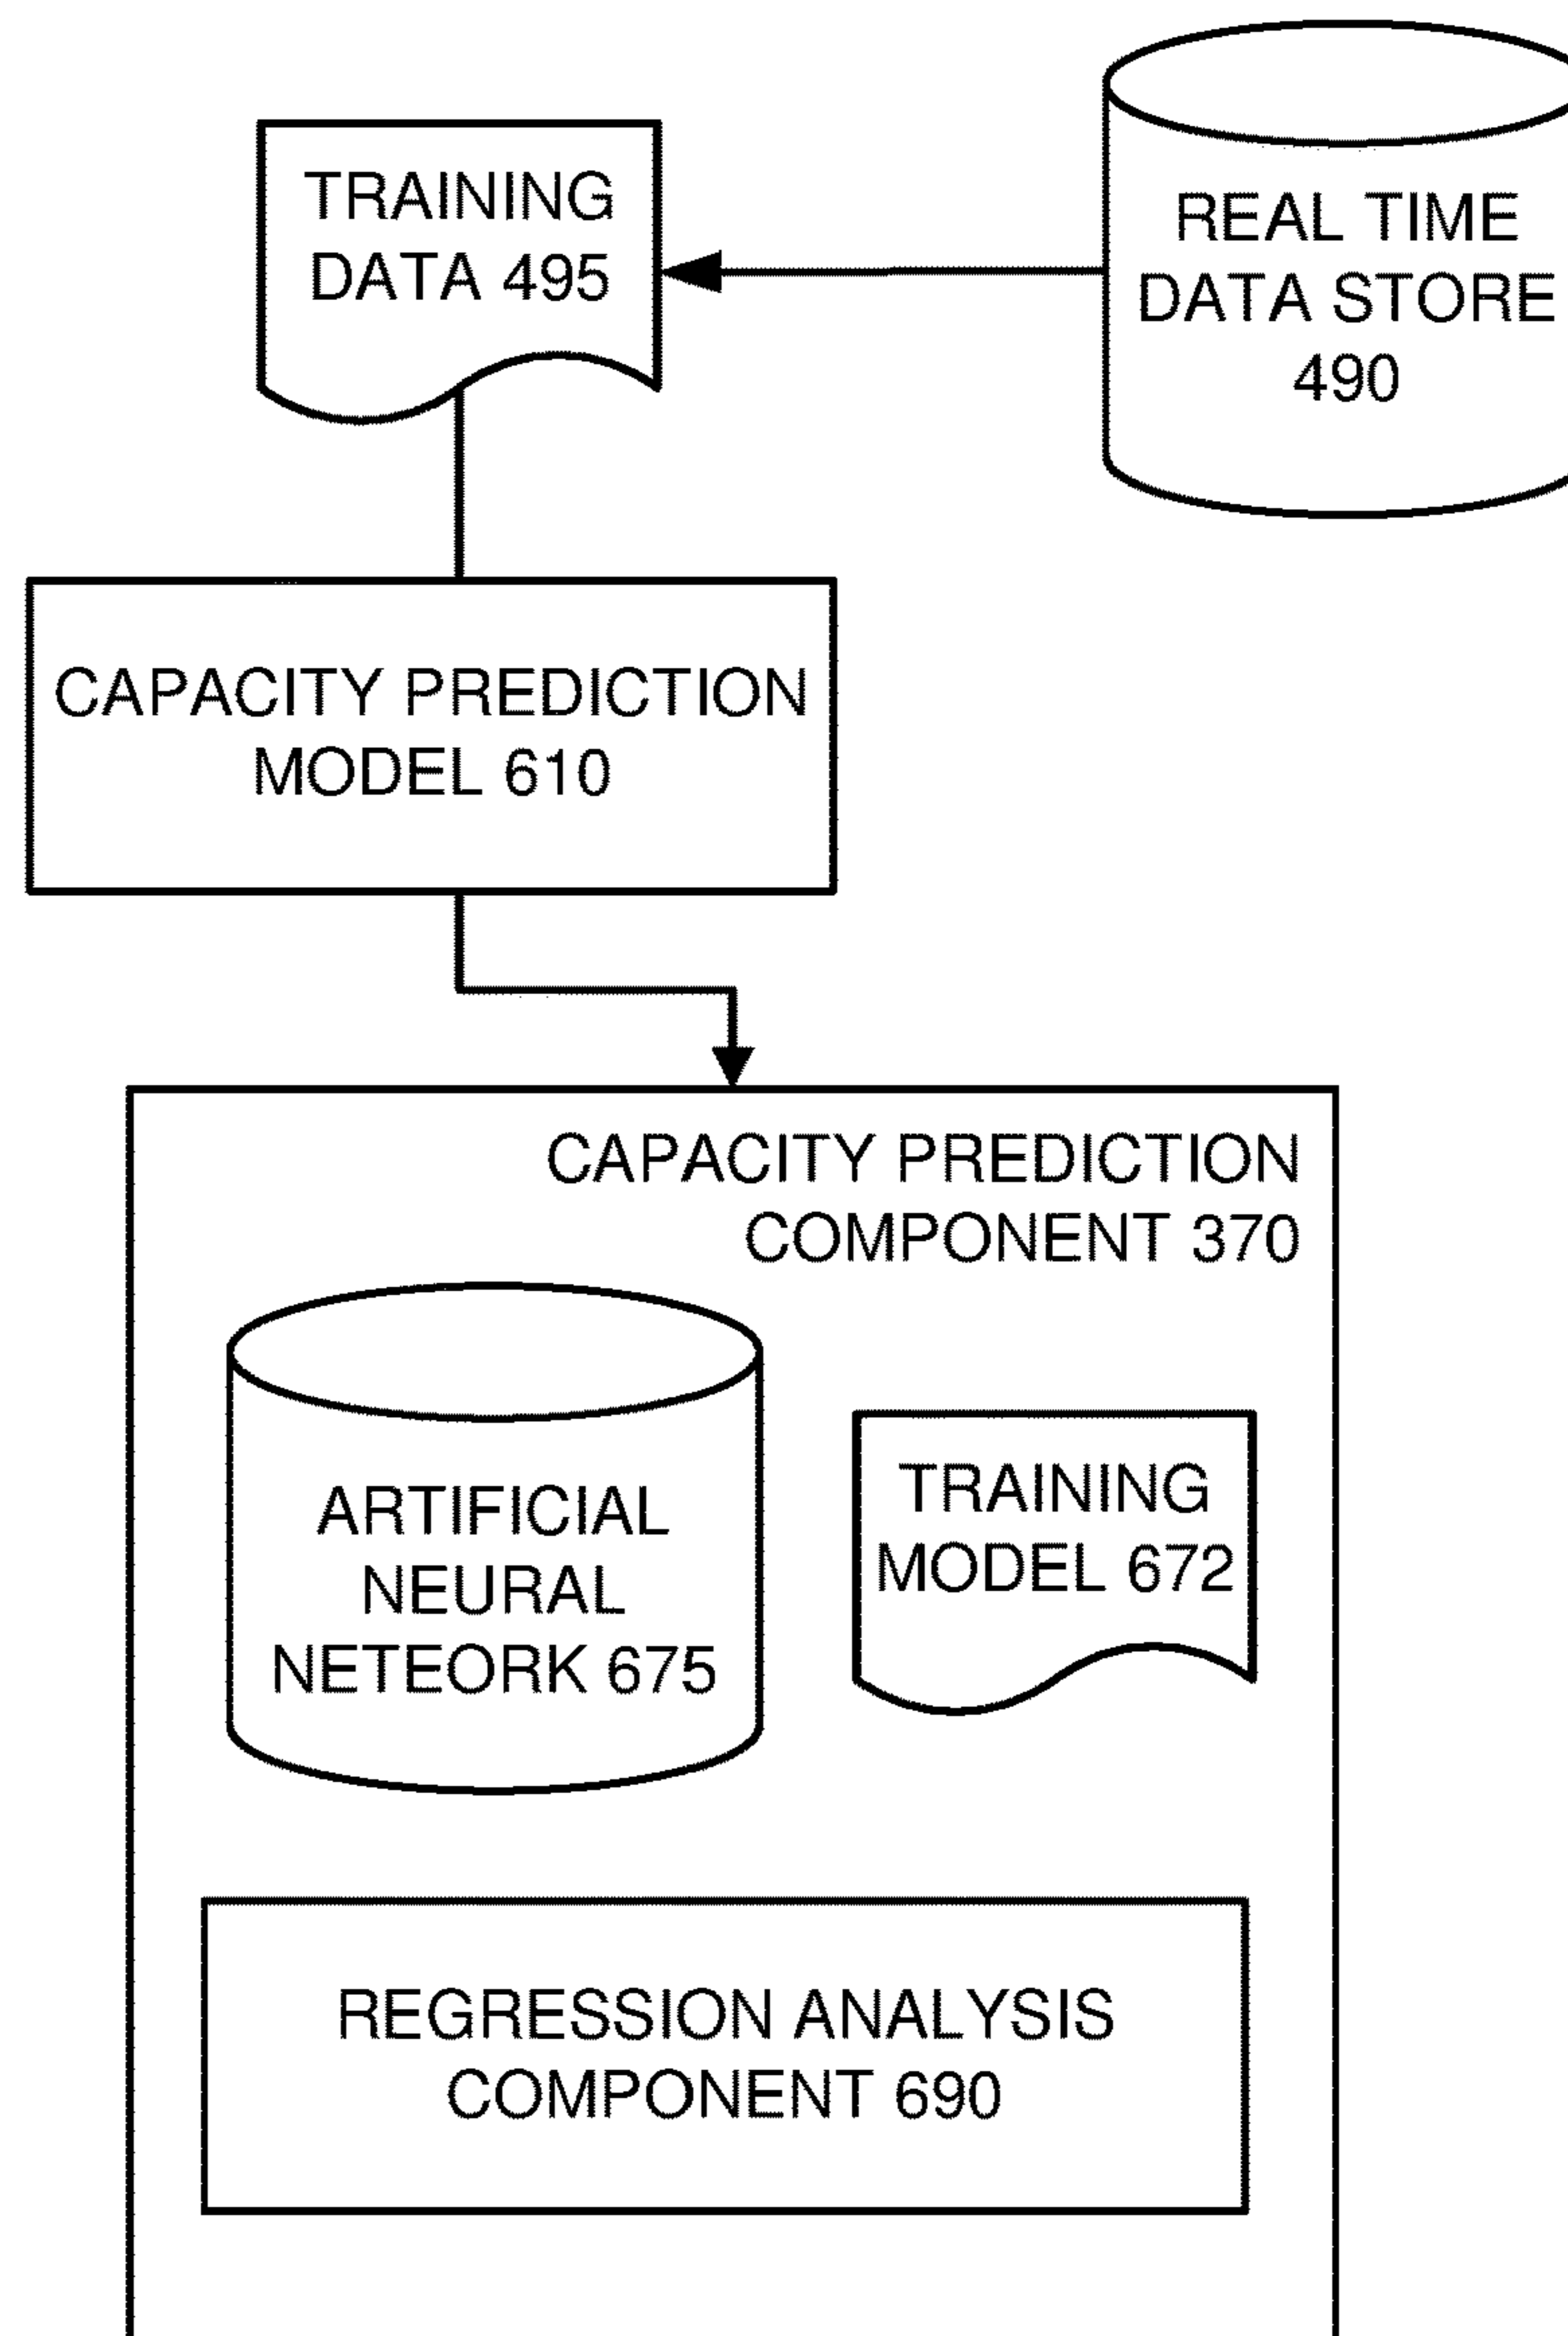 TRAINING
DATA 495
REAL TIME
DATA STORE
490
CAPACITY PREDICTION
MODEL 610
CAPACITY PREDICTION
COMPONENT 370
ARTIFICIAL
NEURAL
NETEORK 675
TRAINING
MODEL 672
REGRESSION ANALYSIS
COMPONENT 690